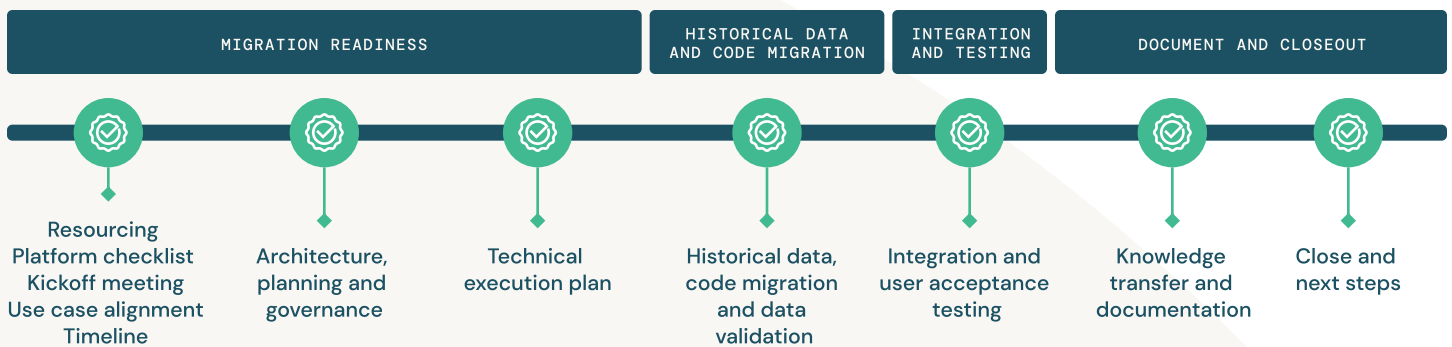 MIGRATION READINESS
HISTORICAL DATA
AND CODE MIGRATION
INTEGRATION
AND TESTING
DOCUMENT AND CLOSEOUT
Resourcing
Platform checklist
Kickoff meeting
Use case alignment
Timeline
Architecture,
planning and
governance
Technical
execution plan
Historical data,
code migration
and data
validation
Integration and
user acceptance
testing
Knowledge
transfer and
documentation
Close and
next steps